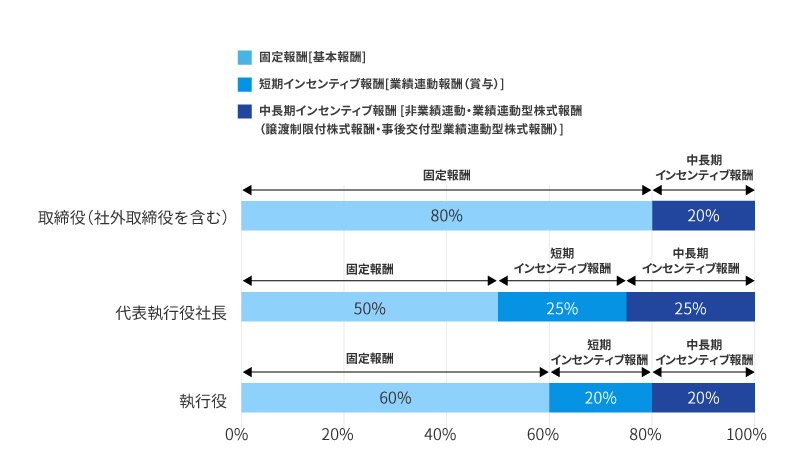 固定報酬[基本報酬]
短期インセンティブ報酬[業績連動報酬(賞与)]
中長期インセンティブ報酬 [非業績連動・業績連動型株式報酬
(譲渡制限付株式報酬・事後交付型業績連動型株式報酬)]
固定報酬
中長期
インセンティブ報酬
取締役(社外取締役を含む)
80%
20%
固定報酬
短期
インセンティブ報酬
中長期
インセンティブ報酬
代表執行役社長
50%
25%
25%
固定報酬
短期
インセンティブ報酬
中長期
インセンティブ報酬
執行役
60%
20%
20%
0% 20% 40% 60% 80% 100%